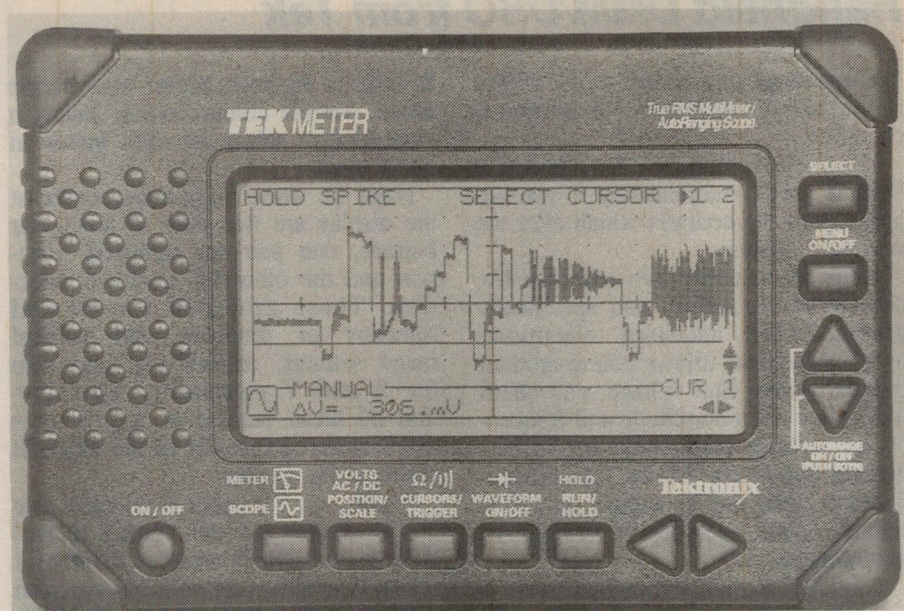 TEKMETER
True RMS MultiMeter/
AutoRanging Scope
HOLD SPIKE SELECT CURSOR ▶1 2
MANUAL CUR 1
ΔV= 306.mV
SELECT
MENU
ON/OFF
AUTORANGE
ON / OFF
(PUSH BOTH)
Tektronix
ON / OFF
METER
SCOPE
VOLTS
AC / DC
POSITION/
SCALE
Ω/)))
CURSORS/
TRIGGER
WAVEFORM
ON/OFF
HOLD
RUN/
HOLD